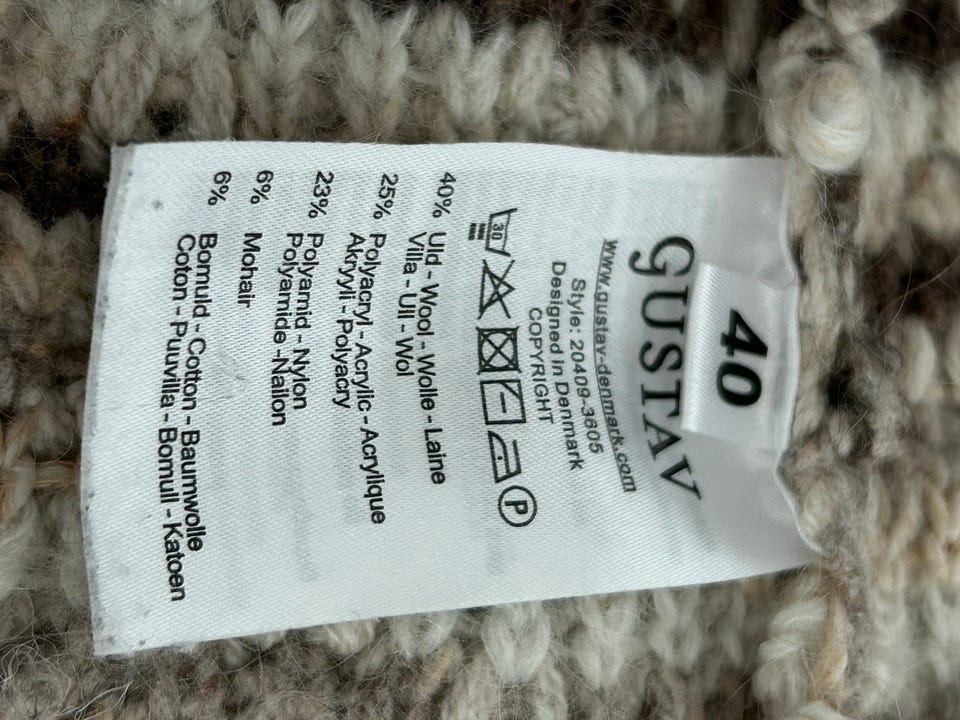 40
GUSTAV
www.gustav-denmark.com
Style: 20409-3605
Designed in Denmark
COPYRIGHT
30 P
40% Uld - Wool - Wolle - Laine
Villa - Ull - Wol
25% Polyacryl - Acrylic - Acrylique
Akryyli - Polyacry
23% Polyamid - Nylon
Polyamide -Nailon
6% Mohair
6% Bomuld - Cotton - Baumwolle
Coton - Puuvilla - Bomull - Katoen